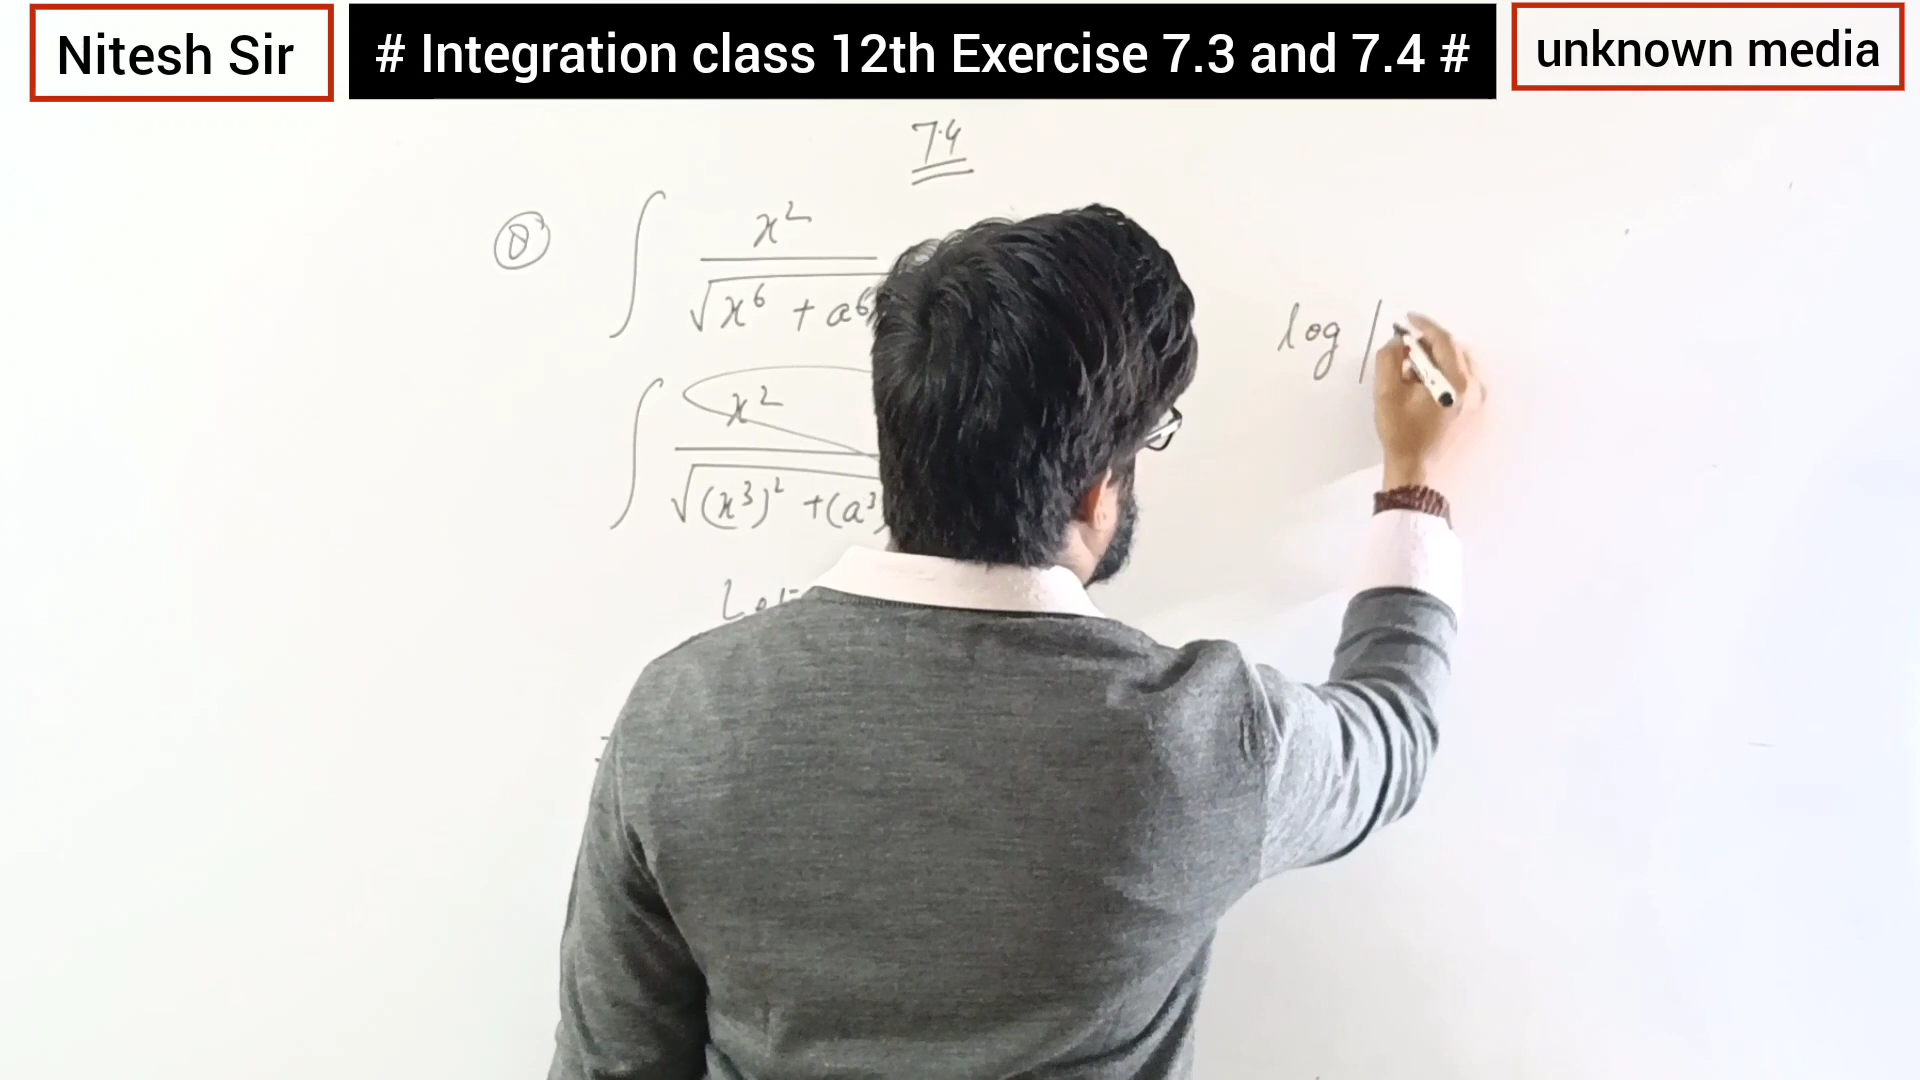 Nitesh Sir
# Integration class 12th Exercise 7.3 and 7.4 #
unknown media
7.4
⑧ ∫ x² / √x⁶ + a⁶
∫ x² / √(x³)² + (a³)
Let
log |